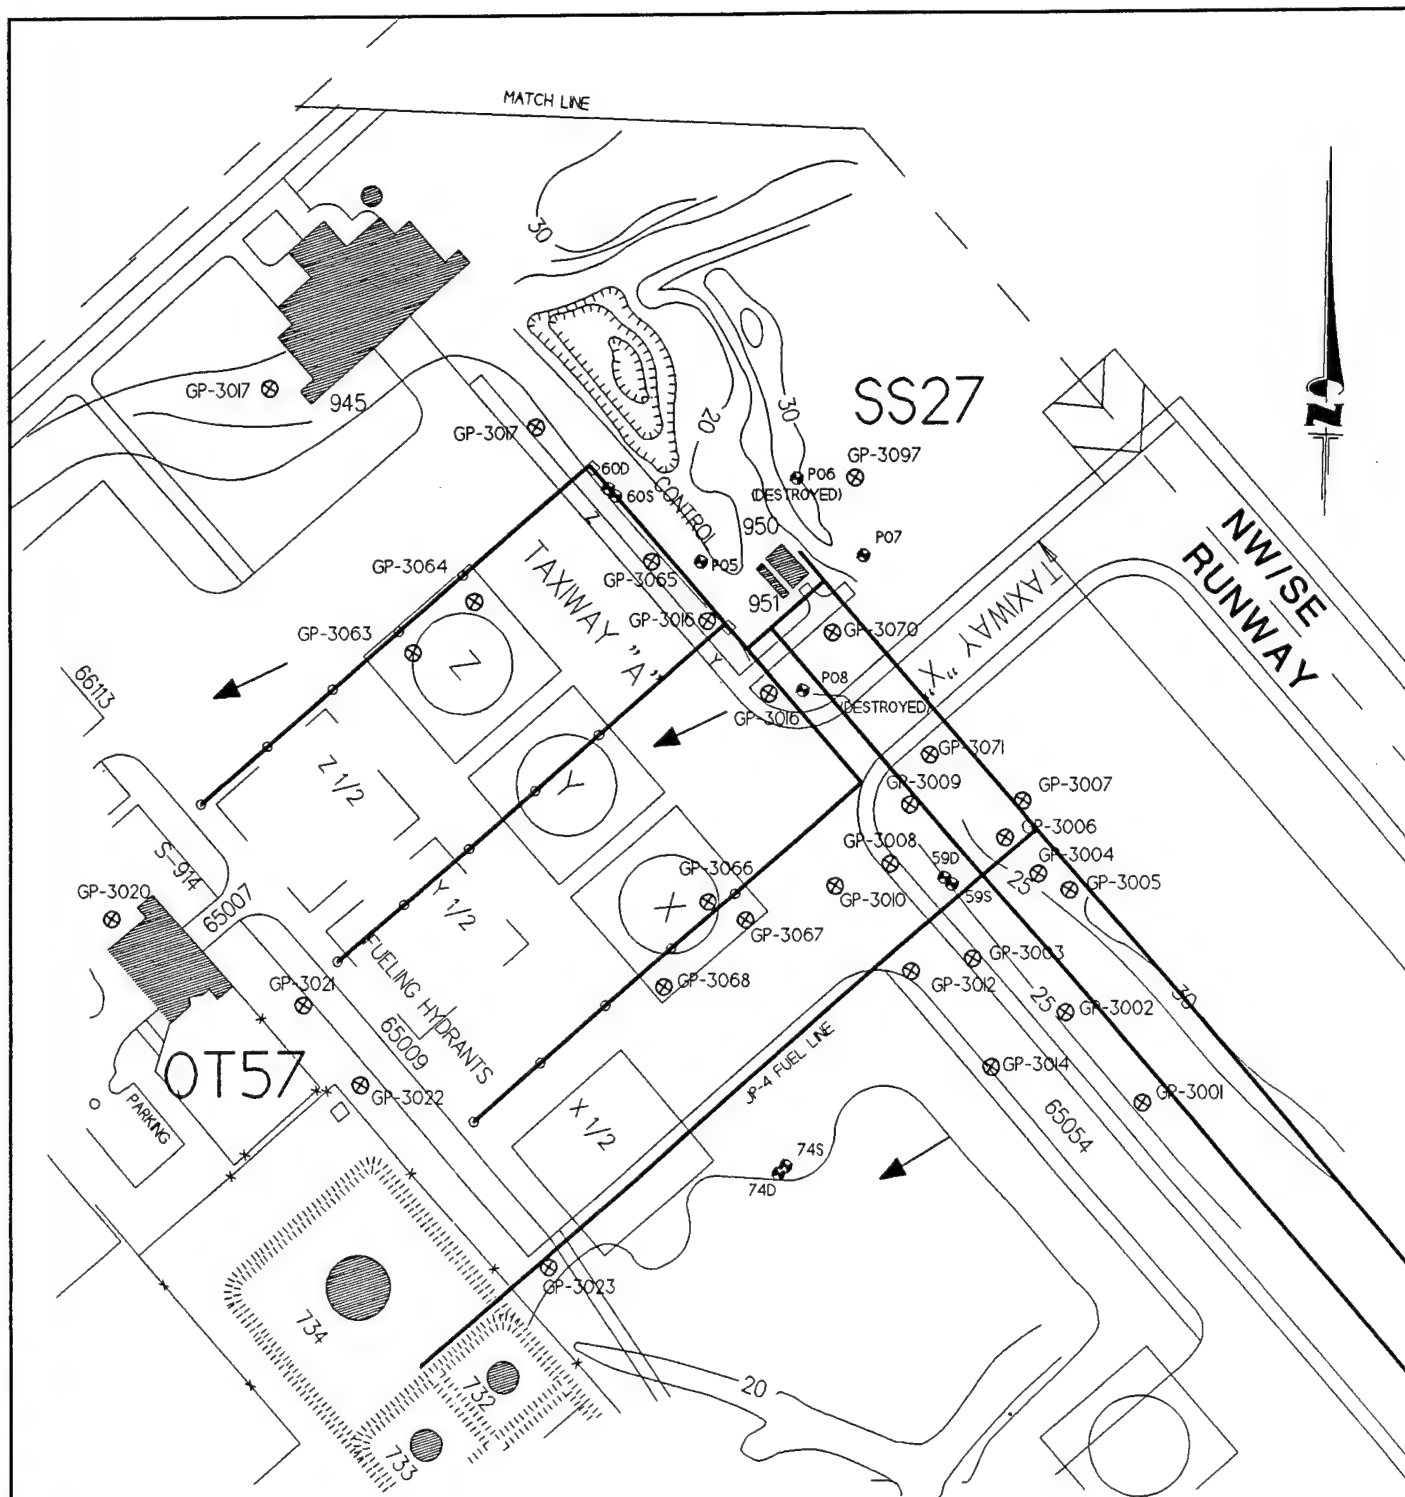 MATCH LINE
30
SS27
GP-3017
945
GP-3017
20
30
GP-3097
P06
(DESTROYED)
60D
60S
CONTROL
950
P07
NW/SE
RUNWAY
Z
TAXIWAY "A"
GP-3064
GP-3065
P05
951
TAXIWAY "X"
GP-3063
GP-3016
GP-3070
Z
Y
P08
(DESTROYED)
GP-3016
66113
Z 1/2
Y
GP-3071
GP-3009
GP-3007
GP-3006
GP-3008
59D
GP-3004
25
GP-3005
59S
S-914
GP-3020
65007
Y 1/2
GP-3066
X
GP-3010
GP-3067
GP-3003
FUELING HYDRANTS
GP-3021
GP-3068
GP-3012
25
GP-3002
30
65009
OT57
JP-4 FUEL LINE
GP-3014
GP-3022
GP-3001
PARKING
X 1/2
65054
74S
74D
GP-3023
734
732
20
733
N